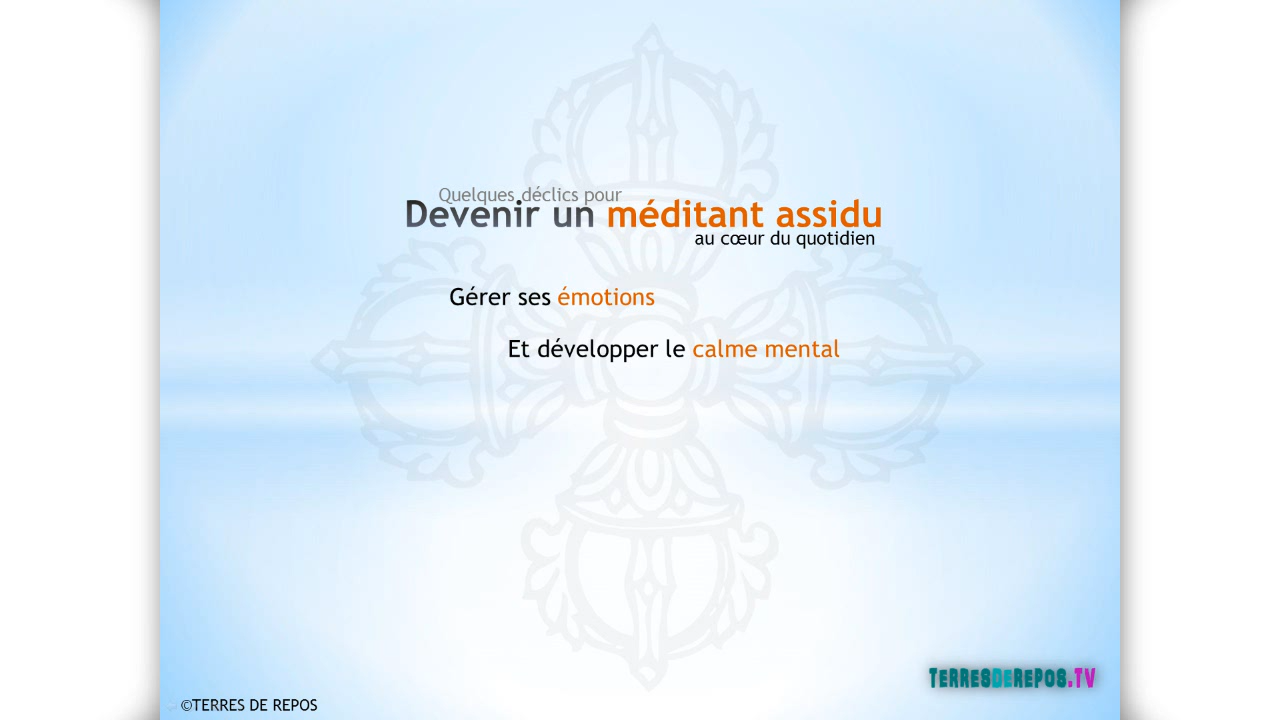 Quelques déclics pour
Devenir un méditant assidu
au cœur du quotidien
Gérer ses émotions
Et développer le calme mental
TERRESDEREPOS.TV
©TERRES DE REPOS